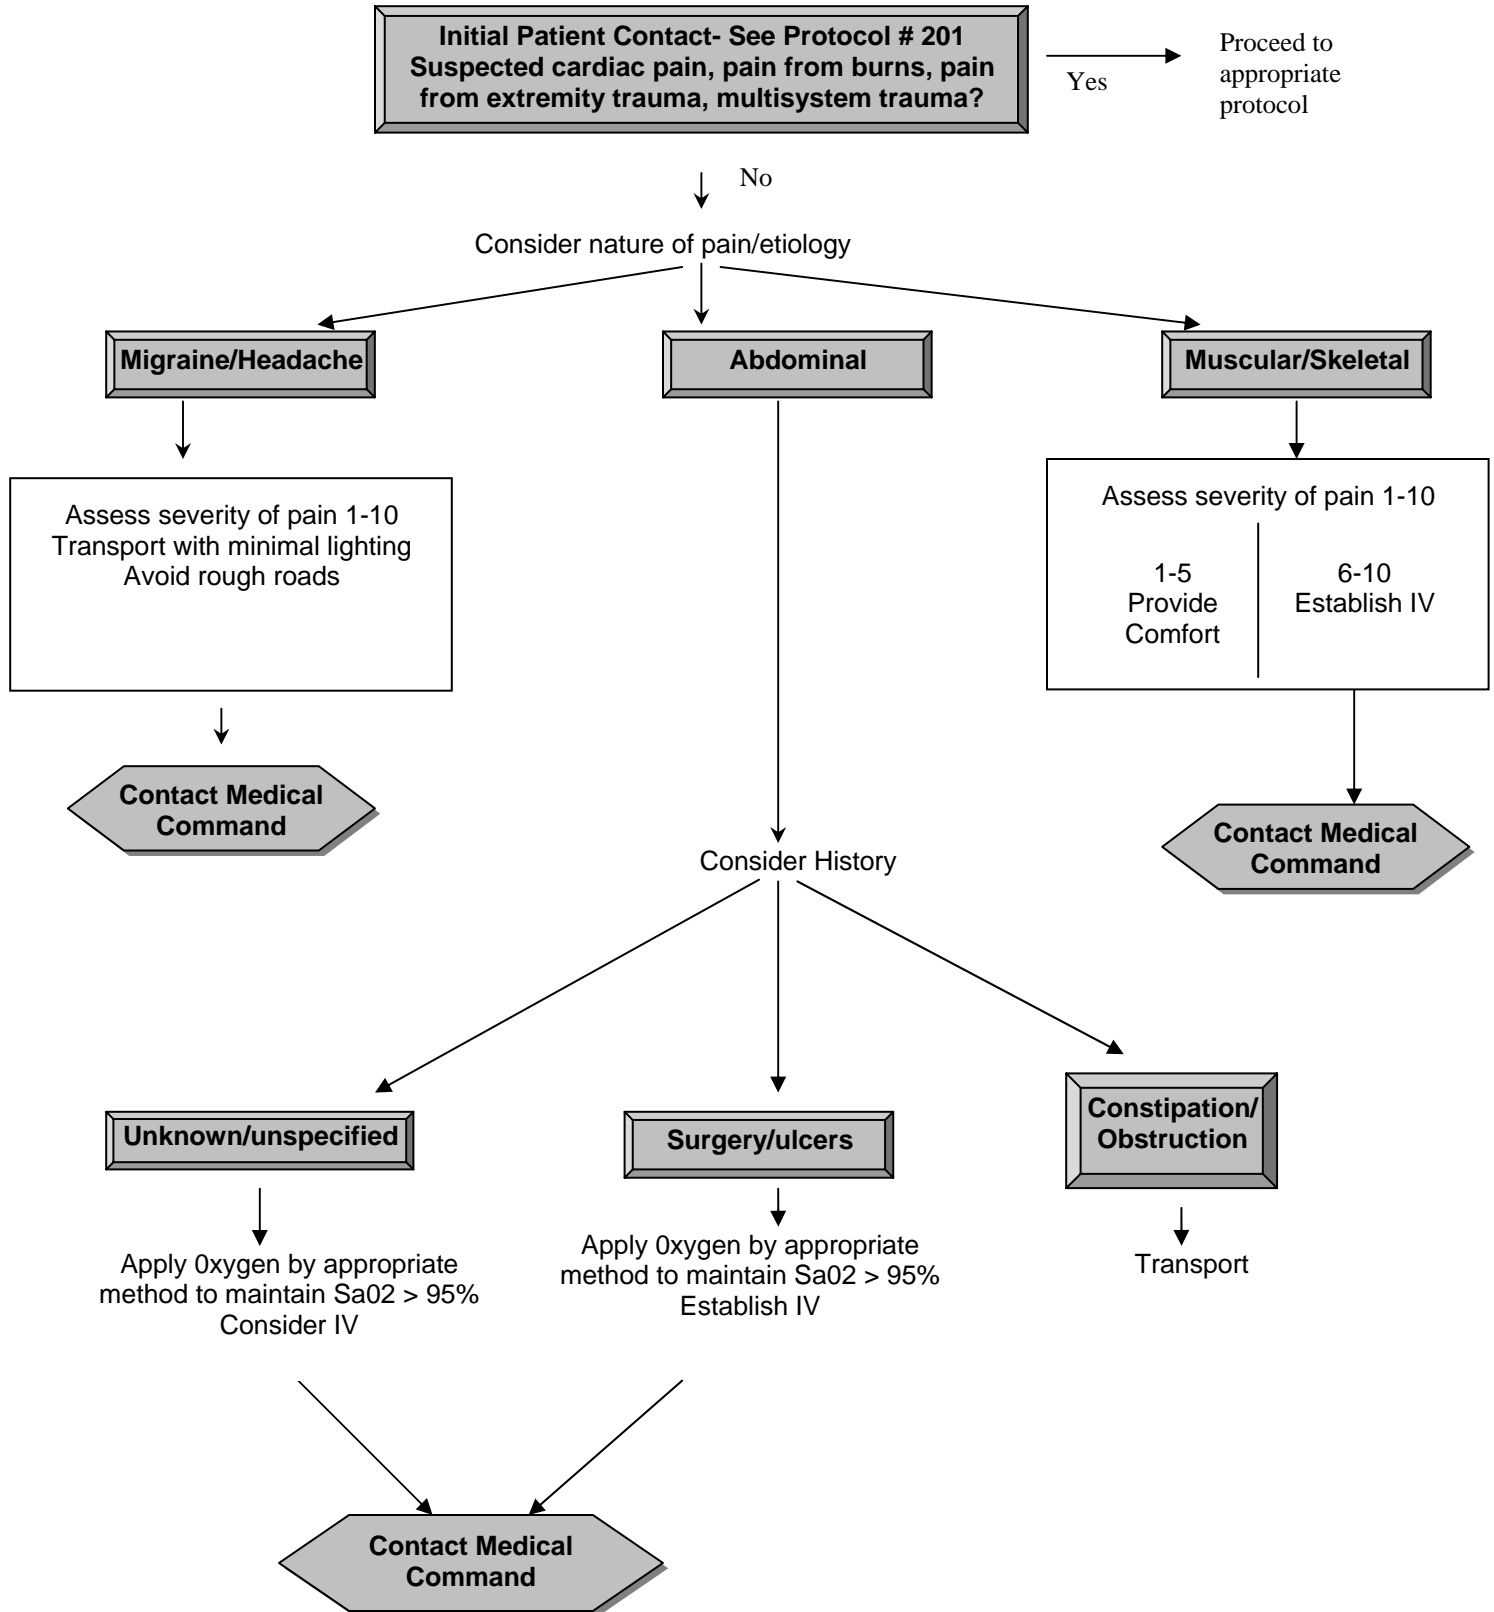 Initial Patient Contact- See Protocol # 201
Suspected cardiac pain, pain from burns, pain
from extremity trauma, multisystem trauma?
Yes
Proceed to
appropriate
protocol
No
Consider nature of pain/etiology
Migraine/Headache
Abdominal
Muscular/Skeletal
Assess severity of pain 1-10
Transport with minimal lighting
Avoid rough roads
Assess severity of pain 1-10
1-5
Provide
Comfort
6-10
Establish IV
Contact Medical
Command
Contact Medical
Command
Consider History
Unknown/unspecified
Surgery/ulcers
Constipation/
Obstruction
Apply 0xygen by appropriate
method to maintain Sa02 > 95%
Consider IV
Apply 0xygen by appropriate
method to maintain Sa02 > 95%
Establish IV
Transport
Contact Medical
Command